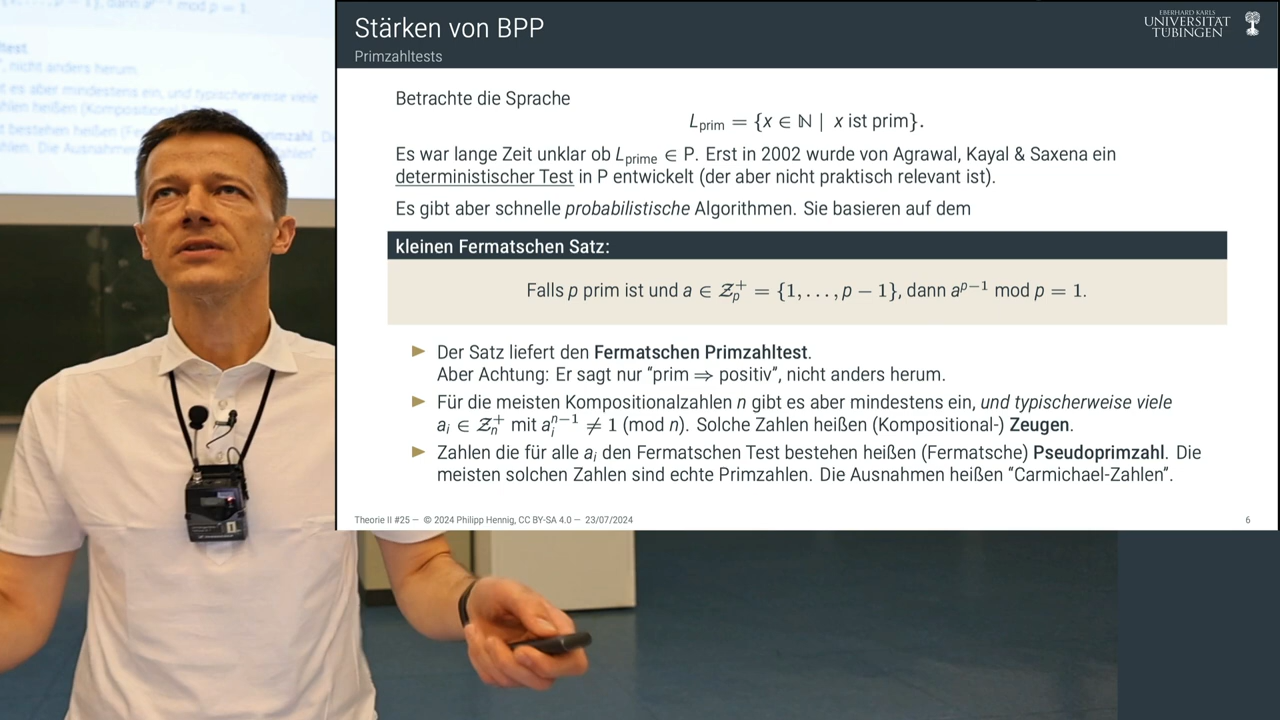 Stärken von BPP
Primzahltests
EBERHARD KARLS
UNIVERSITÄT
TÜBINGEN
Betrachte die Sprache
L_prim = {x ∈ ℕ | x ist prim}.
Es war lange Zeit unklar ob L_prime ∈ P. Erst in 2002 wurde von Agrawal, Kayal & Saxena ein
deterministischer Test in P entwickelt (der aber nicht praktisch relevant ist).
Es gibt aber schnelle probabilistische Algorithmen. Sie basieren auf dem
kleinen Fermatschen Satz:
Falls p prim ist und a ∈ 𝒵_p^+ = {1, . . . , p − 1}, dann a^{p−1} mod p = 1.
► Der Satz liefert den Fermatschen Primzahltest.
Aber Achtung: Er sagt nur “prim ⇒ positiv”, nicht anders herum.
► Für die meisten Kompositionalzahlen n gibt es aber mindestens ein, und typischerweise viele
a_i ∈ 𝒵_n^+ mit a_i^{n−1} ≠ 1 (mod n). Solche Zahlen heißen (Kompositional-) Zeugen.
► Zahlen die für alle a_i den Fermatschen Test bestehen heißen (Fermatsche) Pseudoprimzahl. Die
meisten solchen Zahlen sind echte Primzahlen. Die Ausnahmen heißen “Carmichael-Zahlen”.
Theorie II #25 — © 2024 Philipp Hennig, CC BY-SA 4.0 — 23/07/2024
6